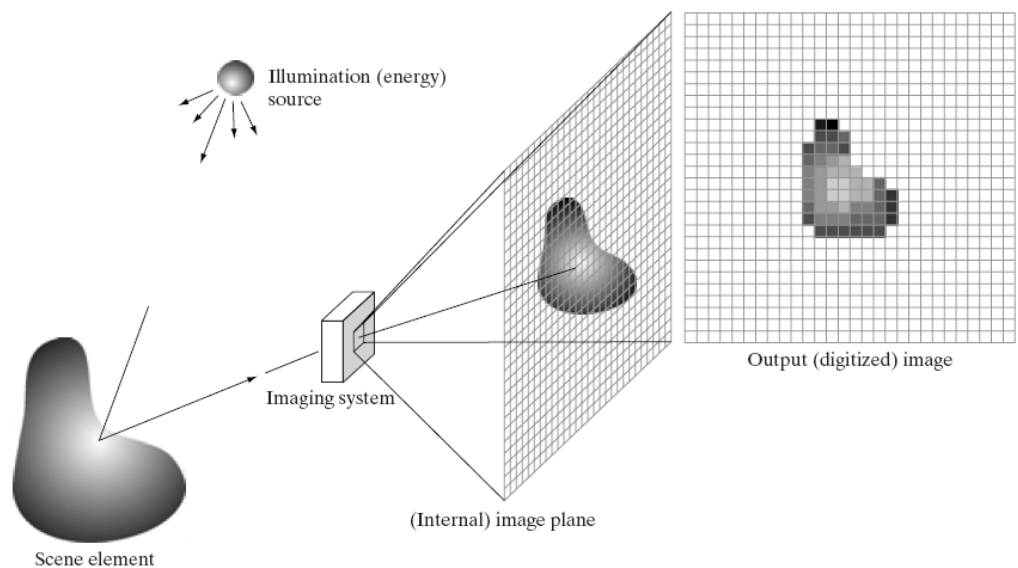 Illumination (energy)
source
Output (digitized) image
Imaging system
(Internal) image plane
Scene element